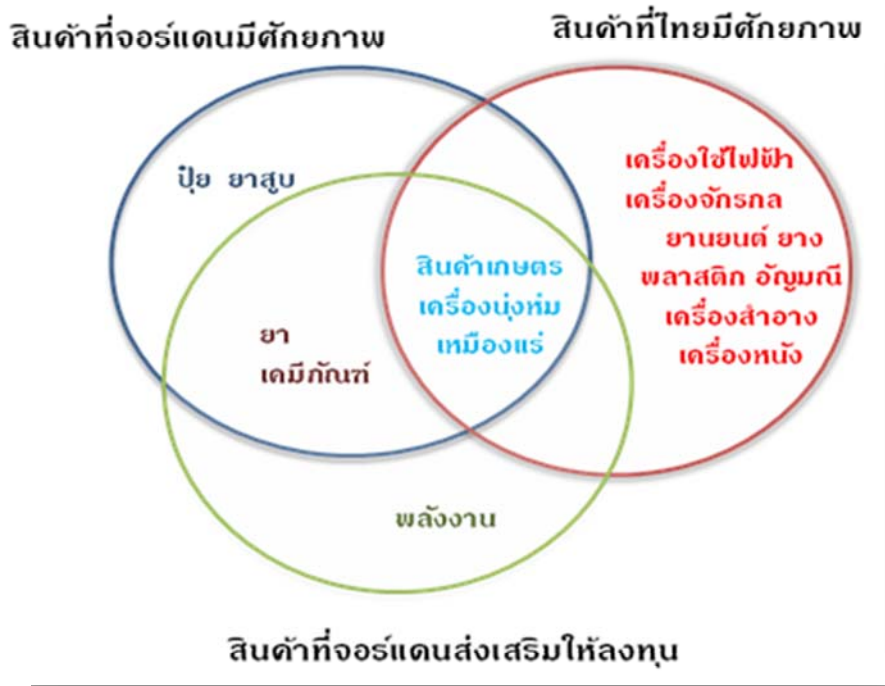 สินค้าที่จอร์แดนมีศักยภาพ
สินค้าที่ไทยมีศักยภาพ
ปุ๋ย ยาสูบ
เครื่องใช้ไฟฟ้า
เครื่องจักรกล
ยานยนต์ ยาง
พลาสติก อัญมณี
เครื่องสำอาง
เครื่องหนัง
สินค้าเกษตร
เครื่องนุ่งห่ม
เหมืองแร่
ยา
เคมีภัณฑ์
พลังงาน
สินค้าที่จอร์แดนส่งเสริมให้ลงทุน